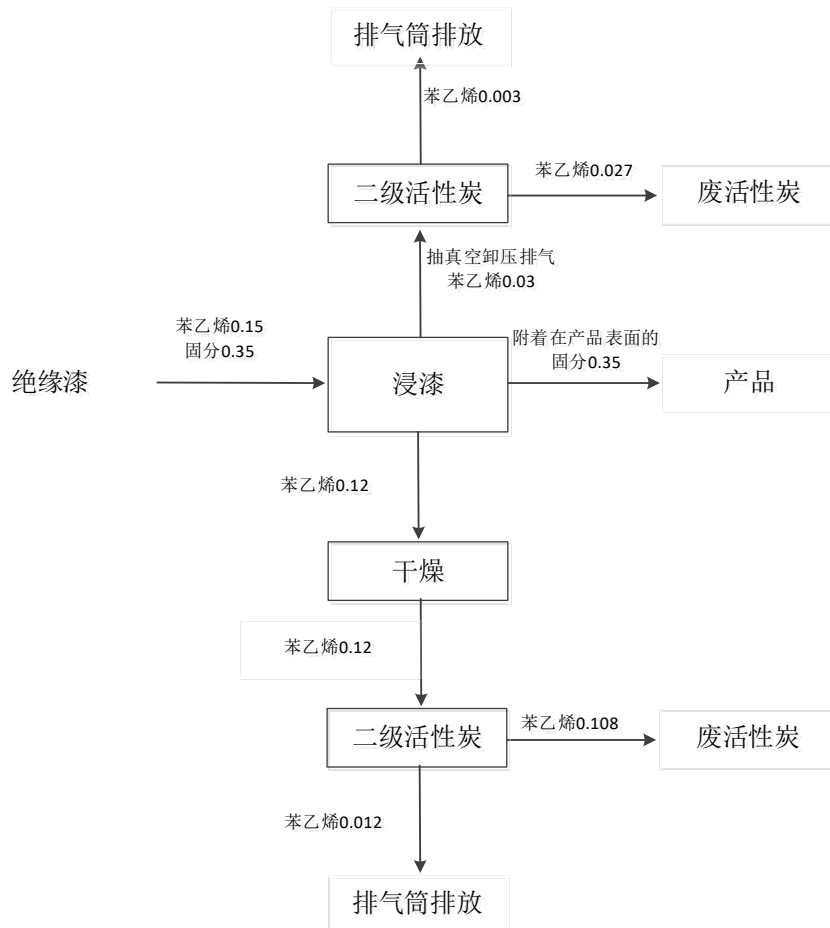 排气筒排放
苯乙烯0.003
二级活性炭
苯乙烯0.027
废活性炭
抽真空卸压排气
苯乙烯0.03
苯乙烯0.15
固分0.35
附着在产品表面的
固分0.35
绝缘漆
浸漆
产品
苯乙烯0.12
干燥
苯乙烯0.12
二级活性炭
苯乙烯0.108
废活性炭
苯乙烯0.012
排气筒排放